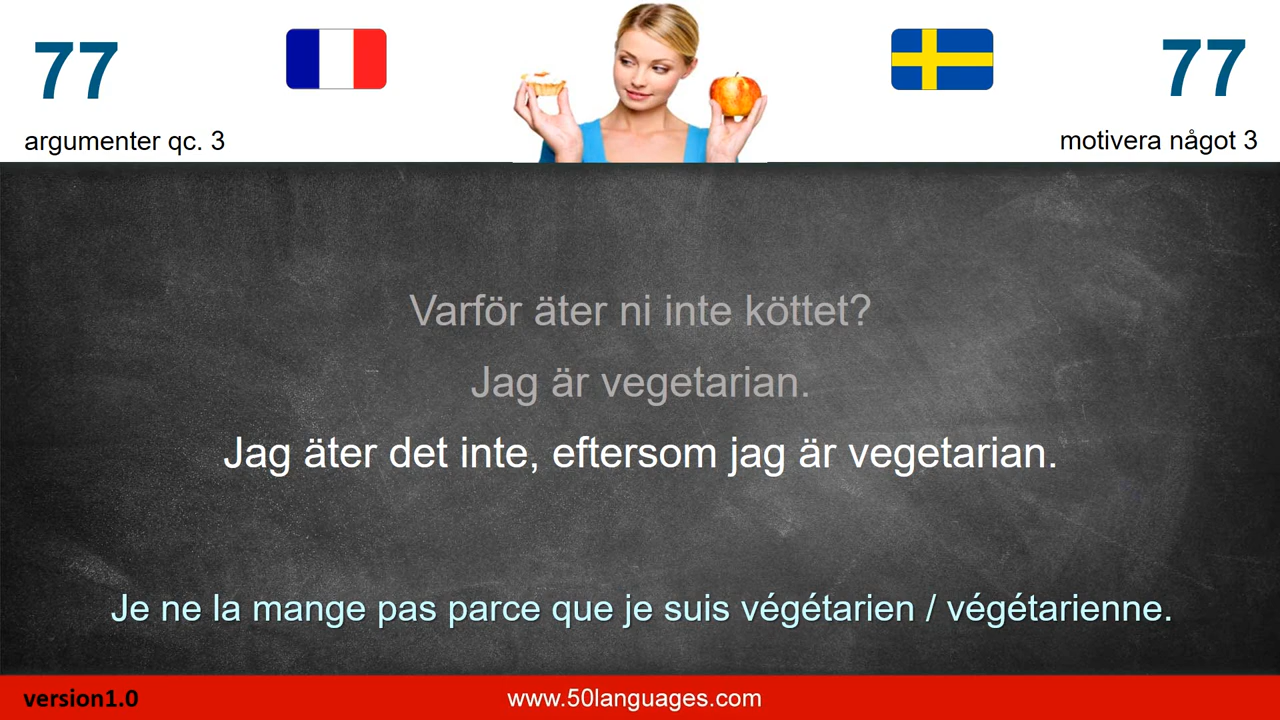 77
77
argumenter qc. 3
motivera något 3
Varför äter ni inte köttet?
Jag är vegetarian.
Jag äter det inte, eftersom jag är vegetarian.
Je ne la mange pas parce que je suis végétarien / végétarienne.
version1.0
www.50languages.com